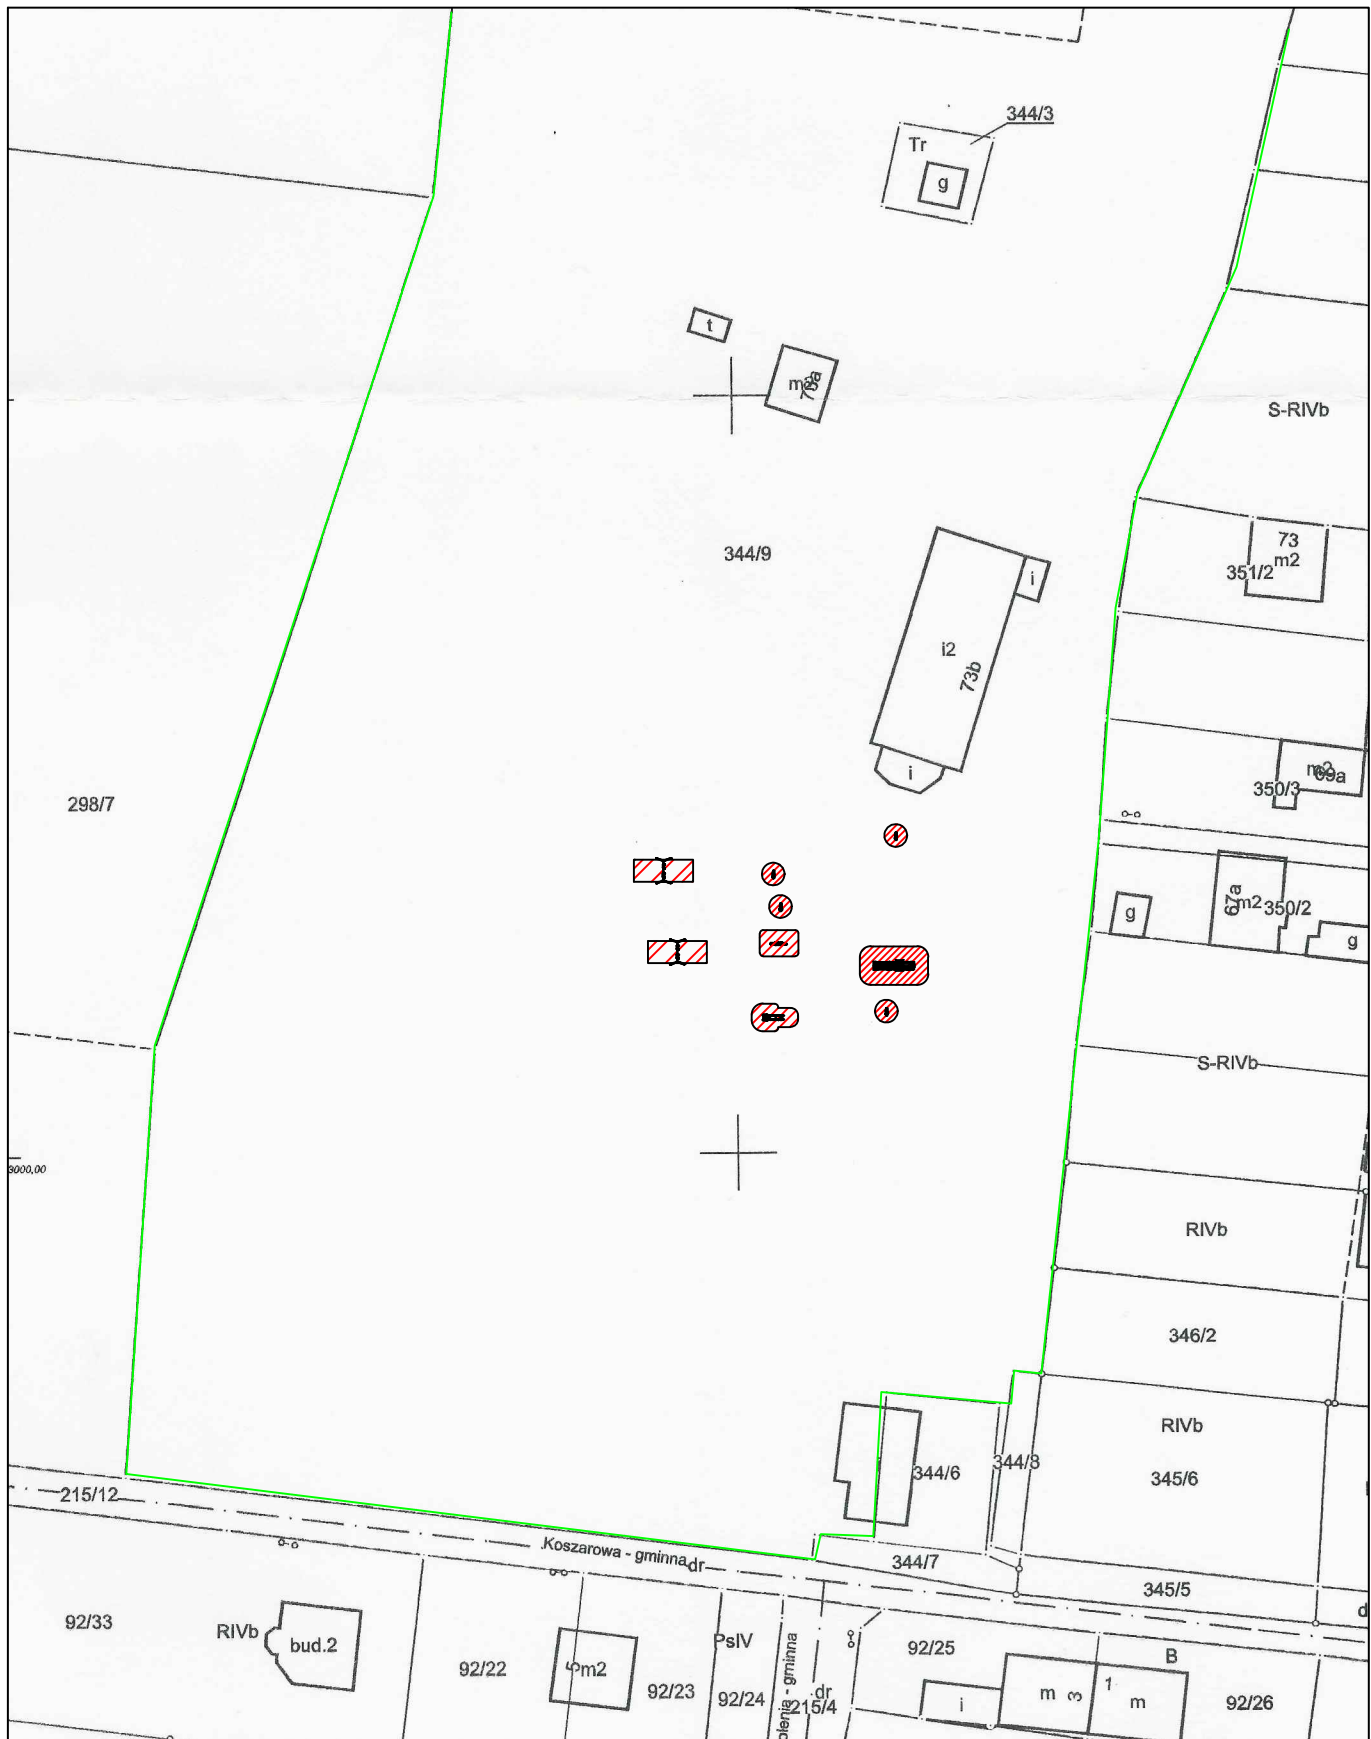 344/3
Tr
g
t
m2
75a
S-RIVb
344/9
73
m2
351/2
i
i2
73b
i
m2
69a
350/3
298/7
67a
m2
350/2
g
g
S-RIVb
3000,00
RIVb
346/2
RIVb
344/6
344/8
345/6
215/12
Koszarowa - gminna
dr
344/7
345/5
d
92/33
RIVb
bud.2
92/22
5
m2
92/23
PsIV
92/24
- gminna
dr
215/4
92/25
B
i
m
3
1
m
92/26